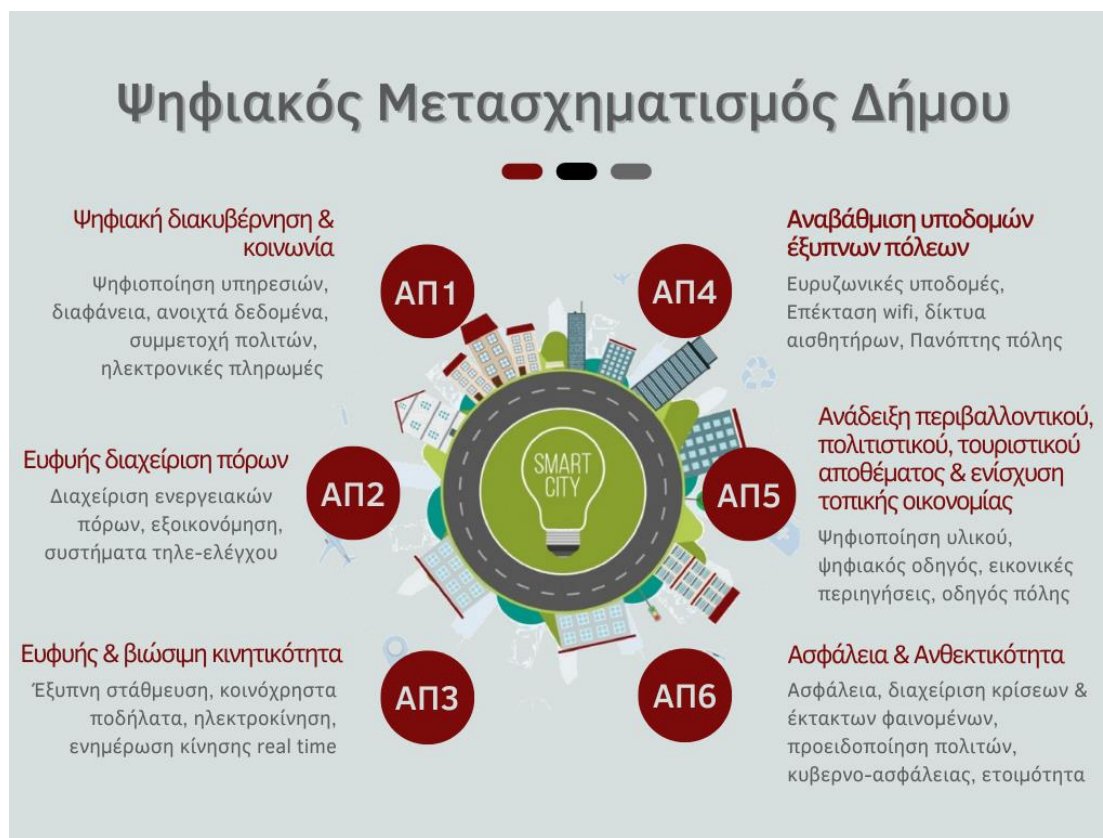 Ψηφιακός Μετασχηματισμός Δήμου
Ψηφιακή διακυβέρνηση &
κοινωνία
Ψηφιοποίηση υπηρεσιών,
διαφάνεια, ανοιχτά δεδομένα,
συμμετοχή πολιτών,
ηλεκτρονικές πληρωμές
ΑΠ1
Ευφυής διαχείριση πόρων
Διαχείριση ενεργειακών
πόρων, εξοικονόμηση,
συστήματα τηλε-ελέγχου
ΑΠ2
Ευφυής & βιώσιμη κινητικότητα
Έξυπνη στάθμευση, κοινόχρηστα
ποδήλατα, ηλεκτροκίνηση,
ενημέρωση κίνησης real time
ΑΠ3
SMART
CITY
ΑΠ4
Αναβάθμιση υποδομών
έξυπνων πόλεων
Ευρυζωνικές υποδομές,
Επέκταση wifi, δίκτυα
αισθητήρων, Πανόπτης πόλης
ΑΠ5
Ανάδειξη περιβαλλοντικού,
πολιτιστικού, τουριστικού
αποθέματος & ενίσχυση
τοπικής οικονομίας
Ψηφιοποίηση υλικού,
ψηφιακός οδηγός, εικονικές
περιηγήσεις, οδηγός πόλης
ΑΠ6
Ασφάλεια & Ανθεκτικότητα
Ασφάλεια, διαχείριση κρίσεων &
έκτακτων φαινομένων,
προειδοποίηση πολιτών,
κυβερνο-ασφάλειας, ετοιμότητα